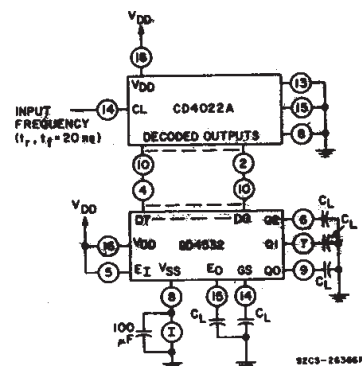 VDD
16
VDD
14
CL
CD4022A
13
15
8
INPUT
FREQUENCY
(tr, tf = 20 ns)
DECODED OUTPUTS
10
2
4
10
VDD
D7
D0
Q2
6
CL
CL
16
VDD
CD4532
Q1
7
5
EI
VSS
EO
GS
Q0
9
CL
8
15
14
100
µF
I
CL
CL
92CS-26366